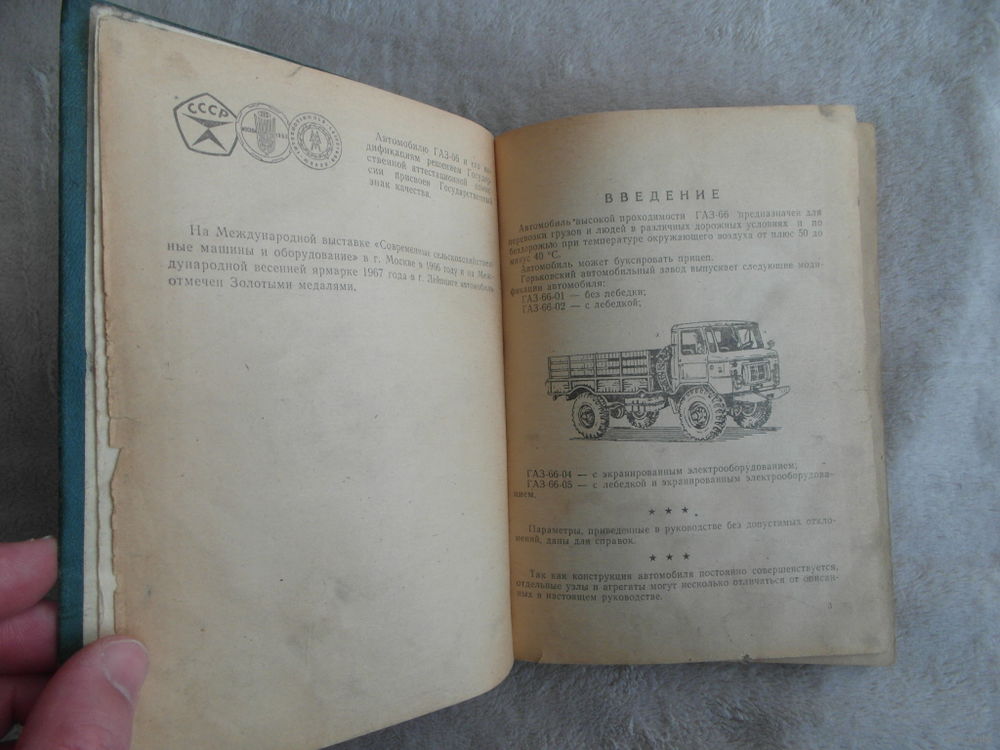 СССР
Автомобилю ГАЗ-66 и его
дификациям решением Государ-
ственной аттестационной комис-
сии присвоен Государственный
знак качества.
На Международной выставке «Современные сельскохозяйствен-
ные машины и оборудование» в г. Москве в 1966 году и на Меж-
дународной весенней ярмарке 1967 года в г. Лейпциге автомобиль
отмечен Золотыми медалями.
ВВЕДЕНИЕ
Автомобиль высокой проходимости ГАЗ-66 предназначен для
перевозки грузов и людей в различных дорожных условиях и по
бездорожью при температуре окружающего воздуха от плюс 50 до
минус 40 °С.
Автомобиль может буксировать прицеп.
Горьковский автомобильный завод выпускает следующие моди-
фикации автомобиля:
ГАЗ-66-01 — без лебедки;
ГАЗ-66-02 — с лебедкой;
ГАЗ-66-04 — с экранированным электрооборудованием;
ГАЗ-66-05 — с лебедкой и экранированным электрооборудова-
нием.
★ ★ ★
Параметры, приведенные в руководстве без допустимых откло-
нений, даны для справок.
★ ★ ★
Так как конструкция автомобиля постоянно совершенствуется,
отдельные узлы и агрегаты могут несколько отличаться от описан-
ных в настоящем руководстве.
3